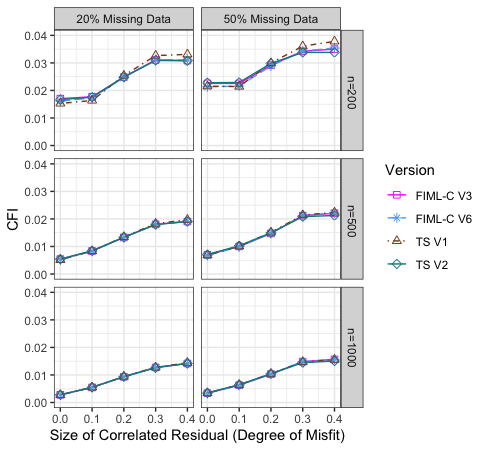 20% Missing Data 50% Missing Data
0.04
0.03
0.02
0.01
0.00
n=200
0.04
0.03
0.02
0.01
0.00
n=500
0.04
0.03
0.02
0.01
0.00
n=1000
CFI
0.0 0.1 0.2 0.3 0.4 0.0 0.1 0.2 0.3 0.4
Size of Correlated Residual (Degree of Misfit)
Version
FIML-C V3
FIML-C V6
TS V1
TS V2